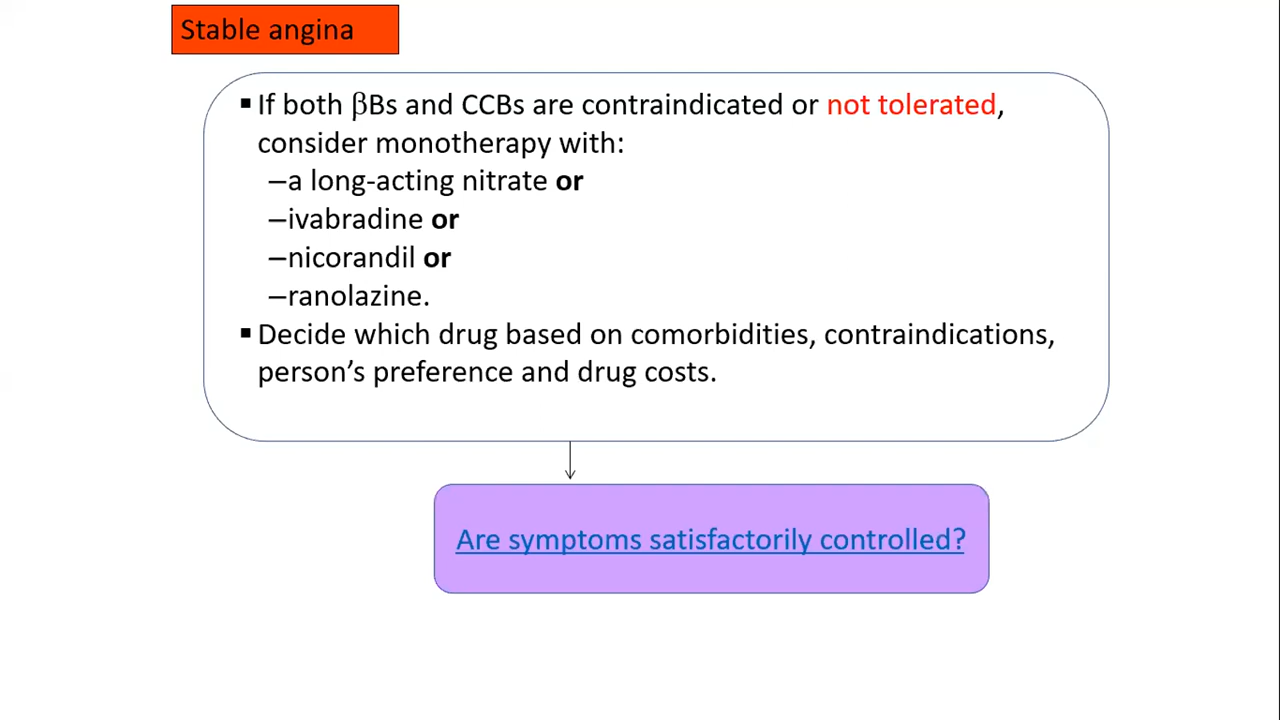 Stable angina
▪If both βBs and CCBs are contraindicated or not tolerated,
consider monotherapy with:
–a long-acting nitrate or
–ivabradine or
–nicorandil or
–ranolazine.
▪Decide which drug based on comorbidities, contraindications,
person’s preference and drug costs.
Are symptoms satisfactorily controlled?